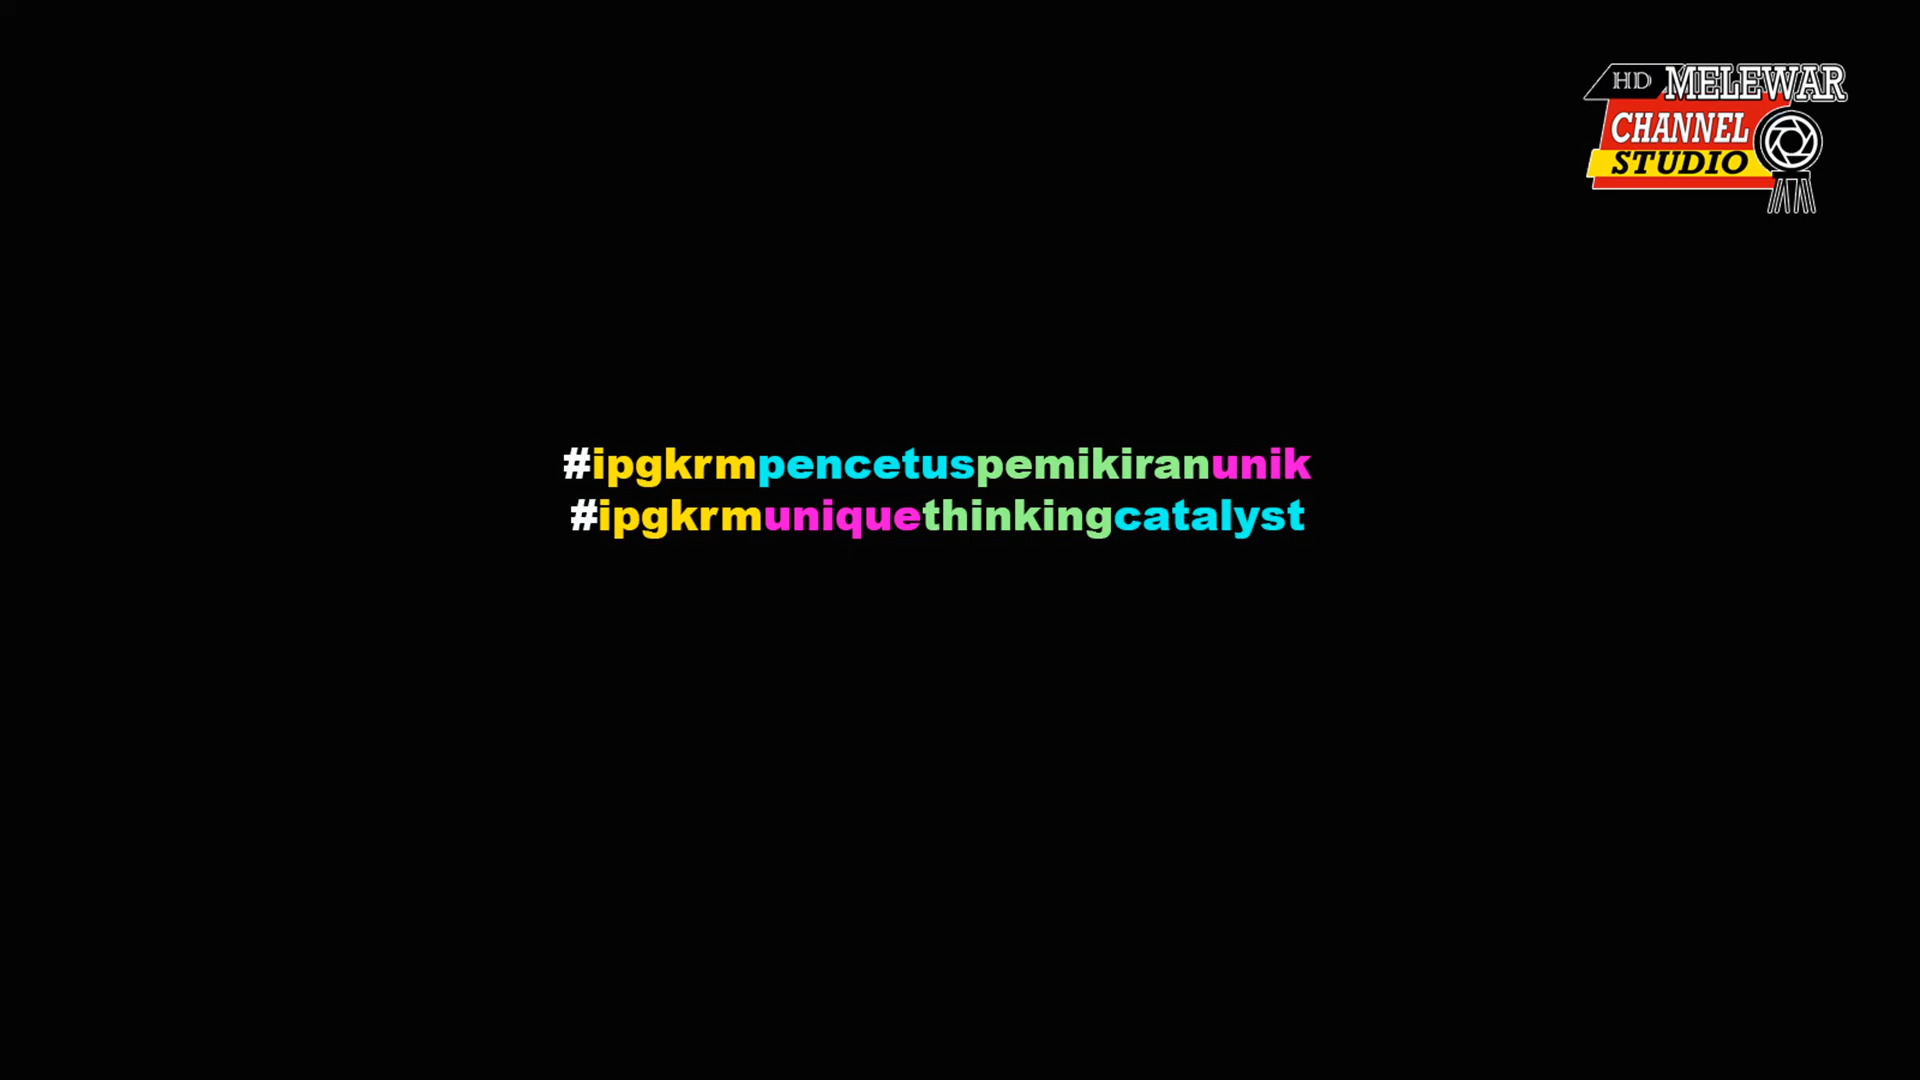 HD MELEWAR
CHANNEL
STUDIO
#ipgkrmpencetuspemikiranunik
#ipgkrmuniquethinkingcatalyst